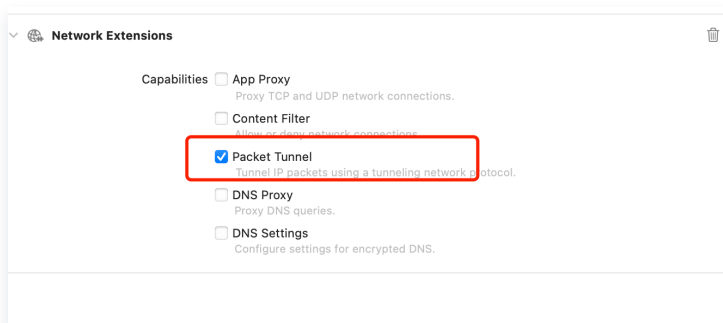 Network Extensions
Capabilities
App Proxy
Proxy TCP and UDP network connections.
Content Filter
Allow or deny network connections.
Packet Tunnel
Tunnel IP packets using a tunneling network protocol.
DNS Proxy
Proxy DNS queries.
DNS Settings
Configure settings for encrypted DNS.